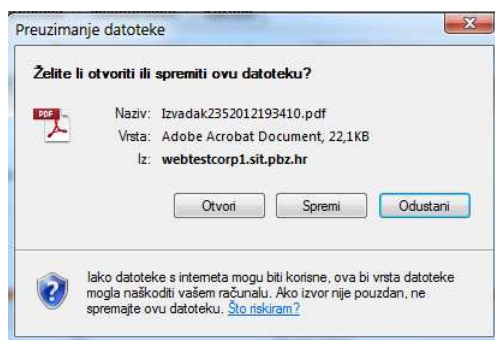 Preuzimanje datoteke
Želite li otvoriti ili spremiti ovu datoteku?
PDF
Naziv: Izvadak2352012193410.pdf
Vrsta: Adobe Acrobat Document, 22,1KB
Iz: webtestcorp1.sit.pbz.hr
Otvori Spremi Odustani
Iako datoteke s interneta mogu biti korisne, ova bi vrsta datoteke
mogla naškoditi vašem računalu. Ako izvor nije pouzdan, ne
spremajte ovu datoteku. Što riskiram?